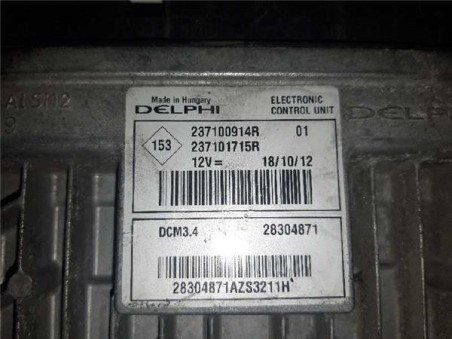 ALSI12
Made in Hungary
DELPHI
ELECTRONIC
CONTROL UNIT
153
237100914R 01
237101715R
12V= 18/10/12
DCM3.4 28304871
28304871AZS3211H
DELPHI